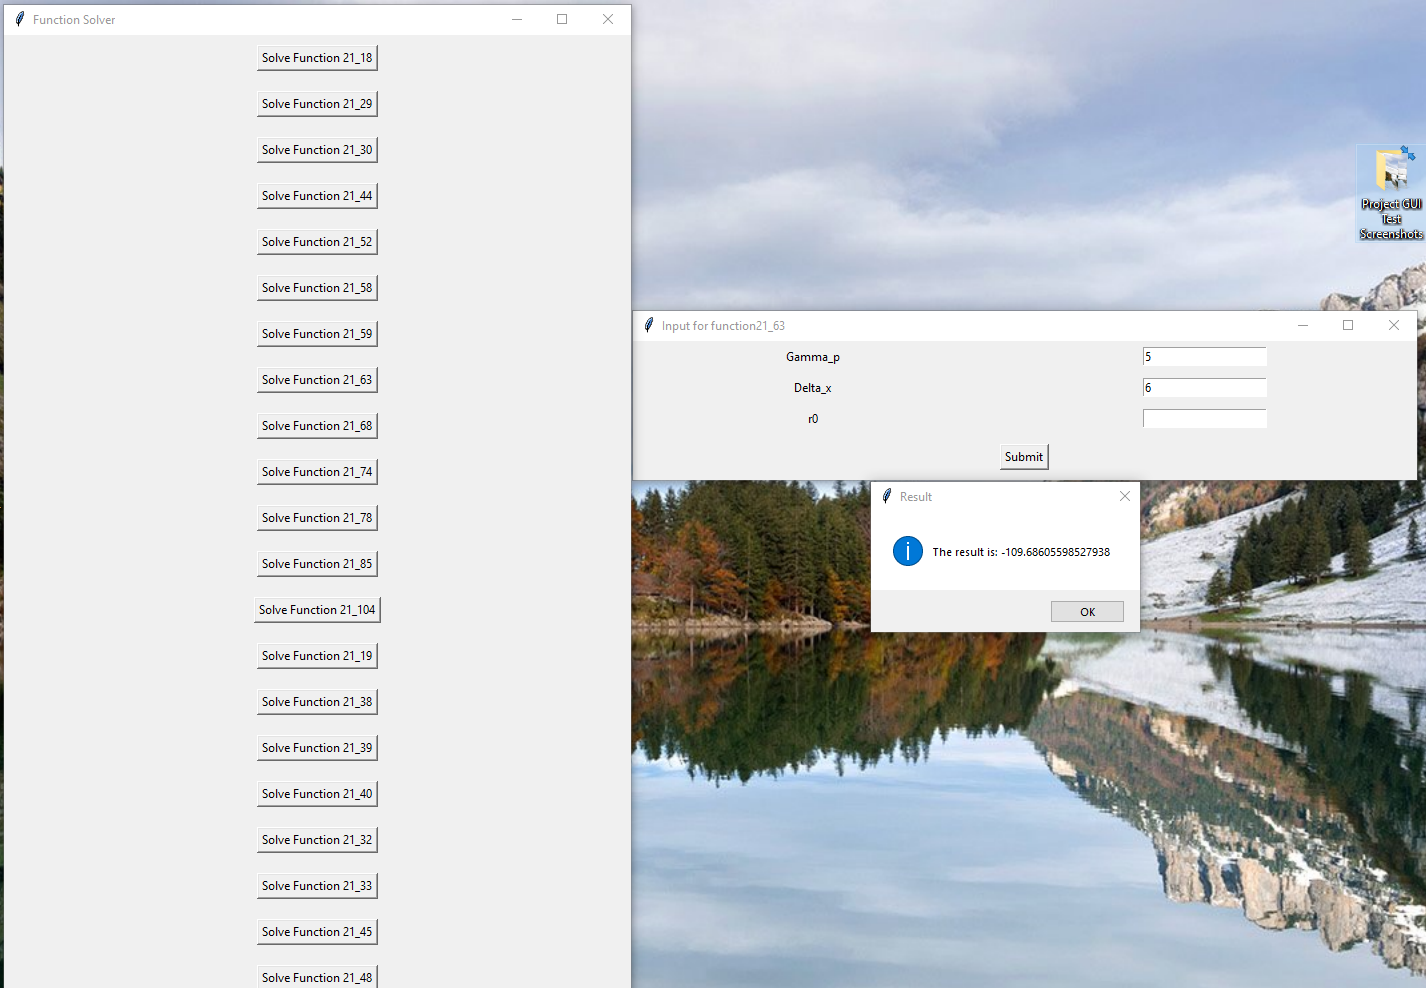 Function Solver
Solve Function 21_18
Solve Function 21_29
Solve Function 21_30
Solve Function 21_44
Solve Function 21_52
Solve Function 21_58
Solve Function 21_59
Solve Function 21_63
Solve Function 21_68
Solve Function 21_74
Solve Function 21_78
Solve Function 21_85
Solve Function 21_104
Solve Function 21_19
Solve Function 21_38
Solve Function 21_39
Solve Function 21_40
Solve Function 21_32
Solve Function 21_33
Solve Function 21_45
Solve Function 21_48
Project GUI
Test
Screenshots
Input for function21_63
Gamma_p 5
Delta_x 6
r0
Submit
Result
The result is: -109.68605598527938
OK